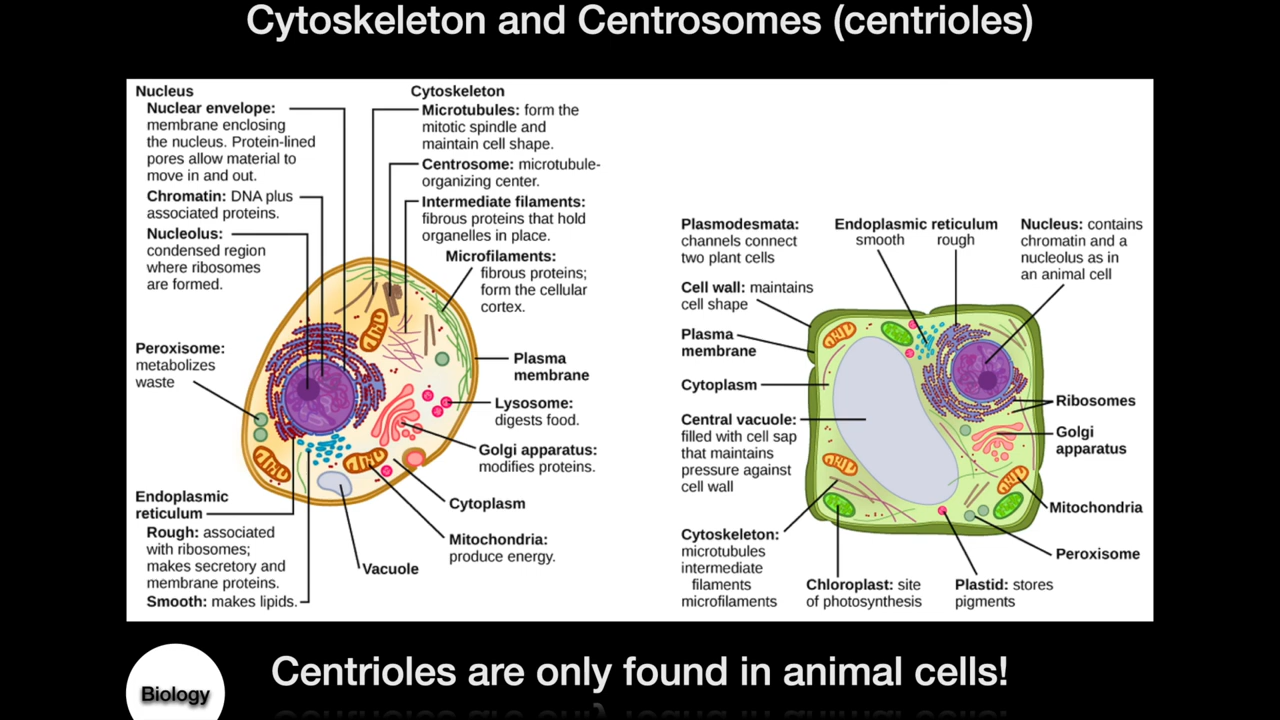 Cytoskeleton and Centrosomes (centrioles)
Nucleus
Nuclear envelope:
membrane enclosing
the nucleus. Protein-lined
pores allow material to
move in and out.
Chromatin: DNA plus
associated proteins.
Nucleolus:
condensed region
where ribosomes
are formed.
Peroxisome:
metabolizes
waste
Endoplasmic
reticulum
Rough: associated
with ribosomes;
makes secretory and
membrane proteins.
Smooth: makes lipids.
Cytoskeleton
Microtubules: form the
mitotic spindle and
maintain cell shape.
Centrosome: microtubule-
organizing center.
Intermediate filaments:
fibrous proteins that hold
organelles in place.
Microfilaments:
fibrous proteins;
form the cellular
cortex.
Plasma
membrane
Lysosome:
digests food.
Golgi apparatus:
modifies proteins.
Cytoplasm
Mitochondria:
produce energy.
Vacuole
Plasmodesmata:
channels connect
two plant cells
Cell wall: maintains
cell shape
Plasma
membrane
Cytoplasm
Central vacuole:
filled with cell sap
that maintains
pressure against
cell wall
Cytoskeleton:
microtubules
intermediate
filaments
microfilaments
Endoplasmic reticulum
smooth rough
Nucleus: contains
chromatin and a
nucleolus as in
an animal cell
Ribosomes
Golgi
apparatus
Mitochondria
Peroxisome
Chloroplast: site
of photosynthesis
Plastid: stores
pigments
Centrioles are only found in animal cells!
Biology